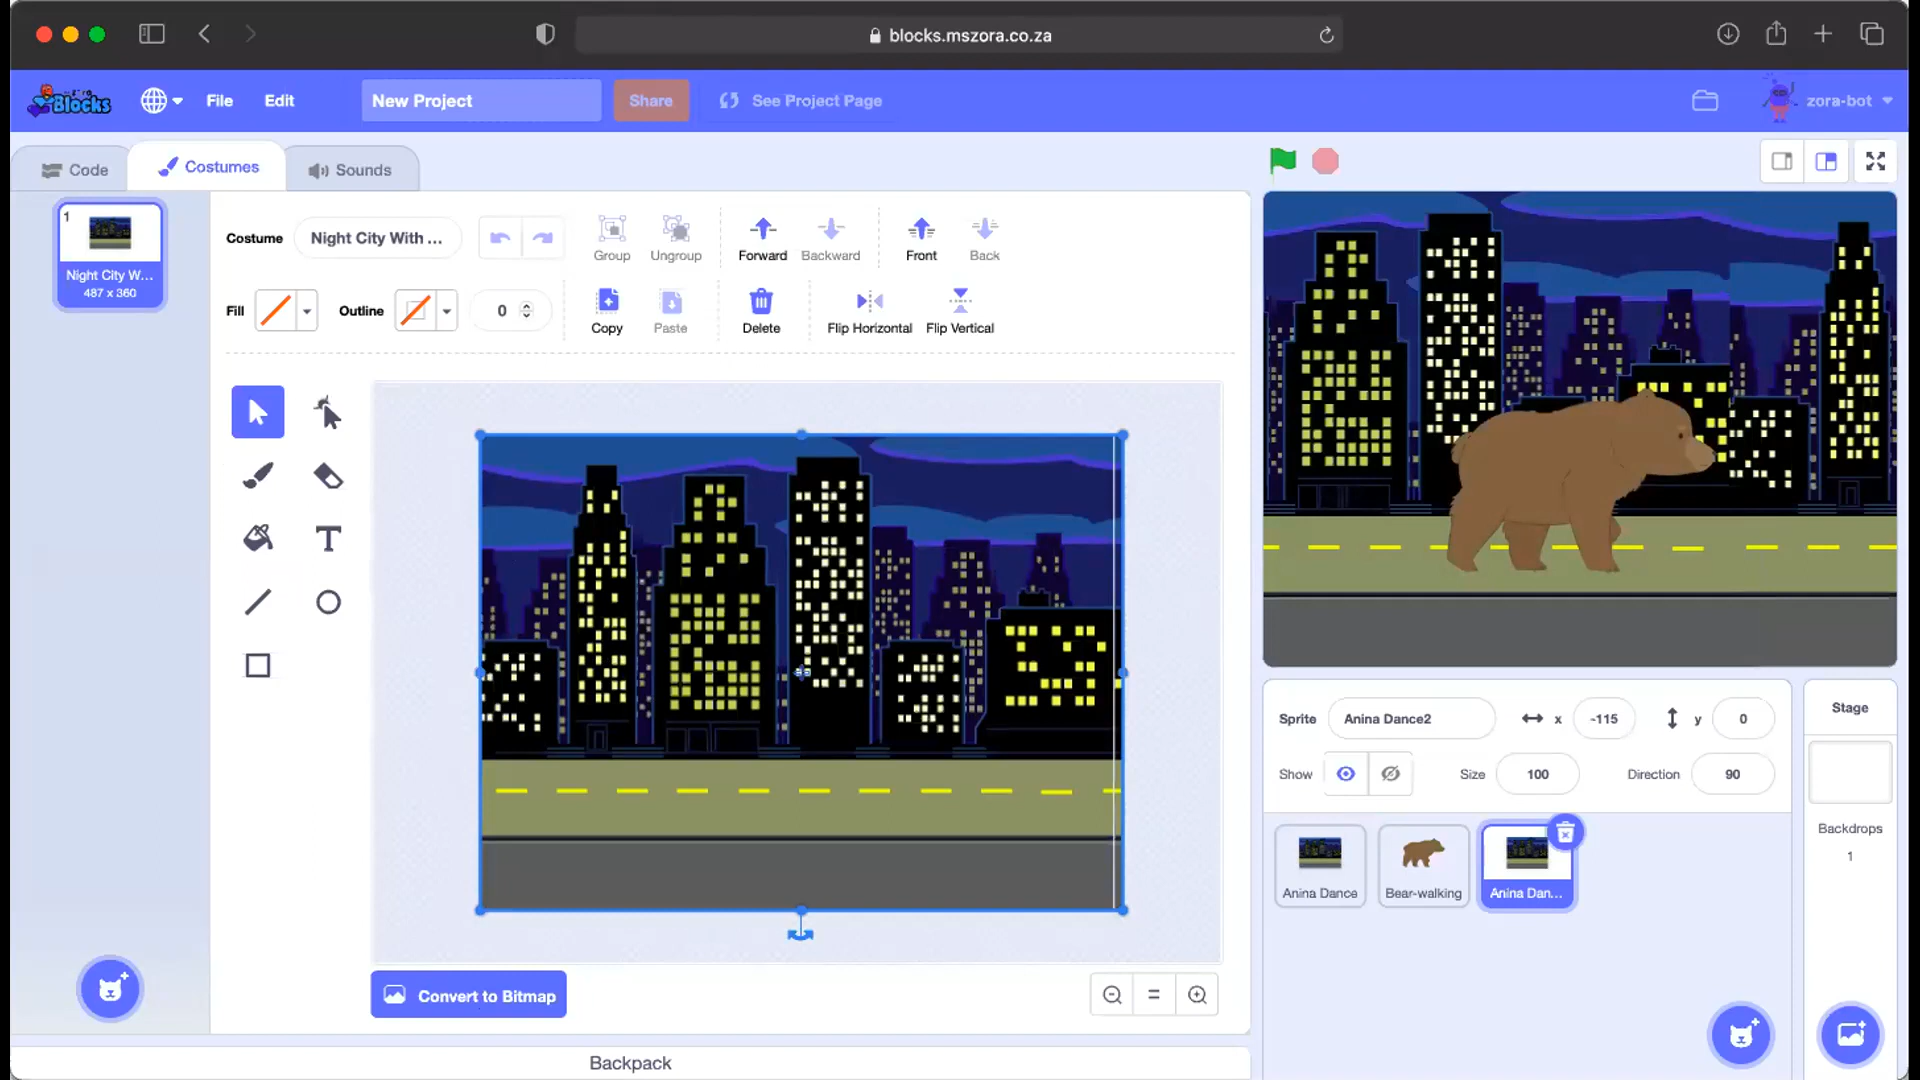 blocks.mszora.co.za
Blocks
File
Edit
New Project
Share
See Project Page
zora-bot
Code
Costumes
Sounds
1
Night City W...
487 x 360
Costume
Night City With ...
Group
Ungroup
Forward
Backward
Front
Back
Fill
Outline
0
Copy
Paste
Delete
Flip Horizontal
Flip Vertical
Convert to Bitmap
Backpack
Sprite
Anina Dance2
x
-115
y
0
Show
Size
100
Direction
90
Anina Dance
Bear-walking
Anina Dan...
Stage
Backdrops
1